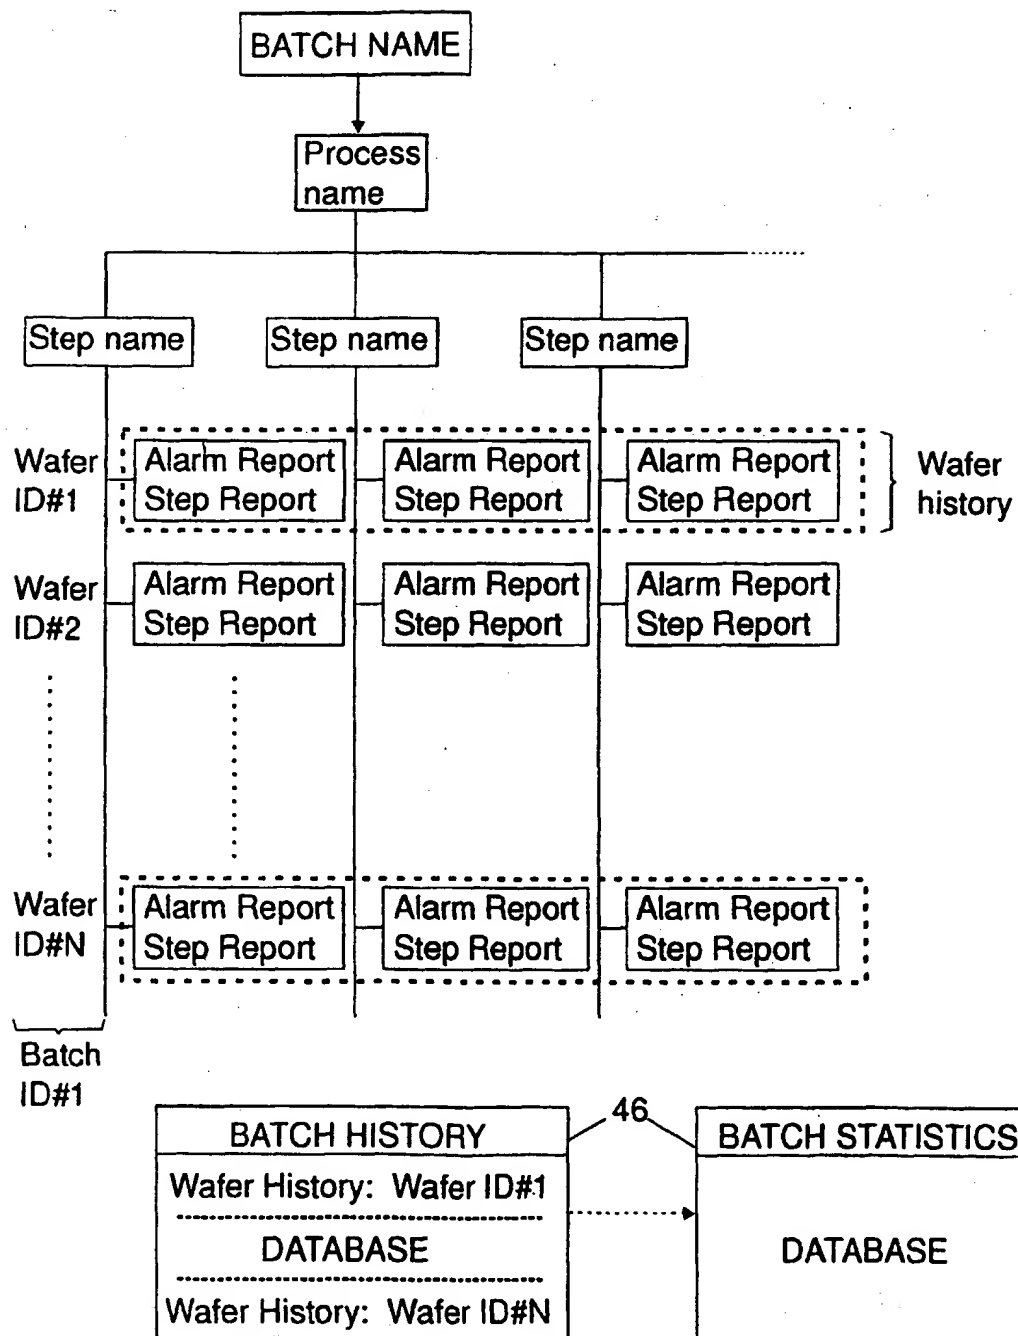 BATCH NAME
Process
name
Step name
Step name
Step name
Wafer
ID#1
Alarm Report
Step Report
Alarm Report
Step Report
Alarm Report
Step Report
Wafer
history
Wafer
ID#2
Alarm Report
Step Report
Alarm Report
Step Report
Alarm Report
Step Report
Wafer
ID#N
Alarm Report
Step Report
Alarm Report
Step Report
Alarm Report
Step Report
Batch
ID#1
46
BATCH HISTORY
Wafer History: Wafer ID#1
DATABASE
Wafer History: Wafer ID#N
BATCH STATISTICS
DATABASE